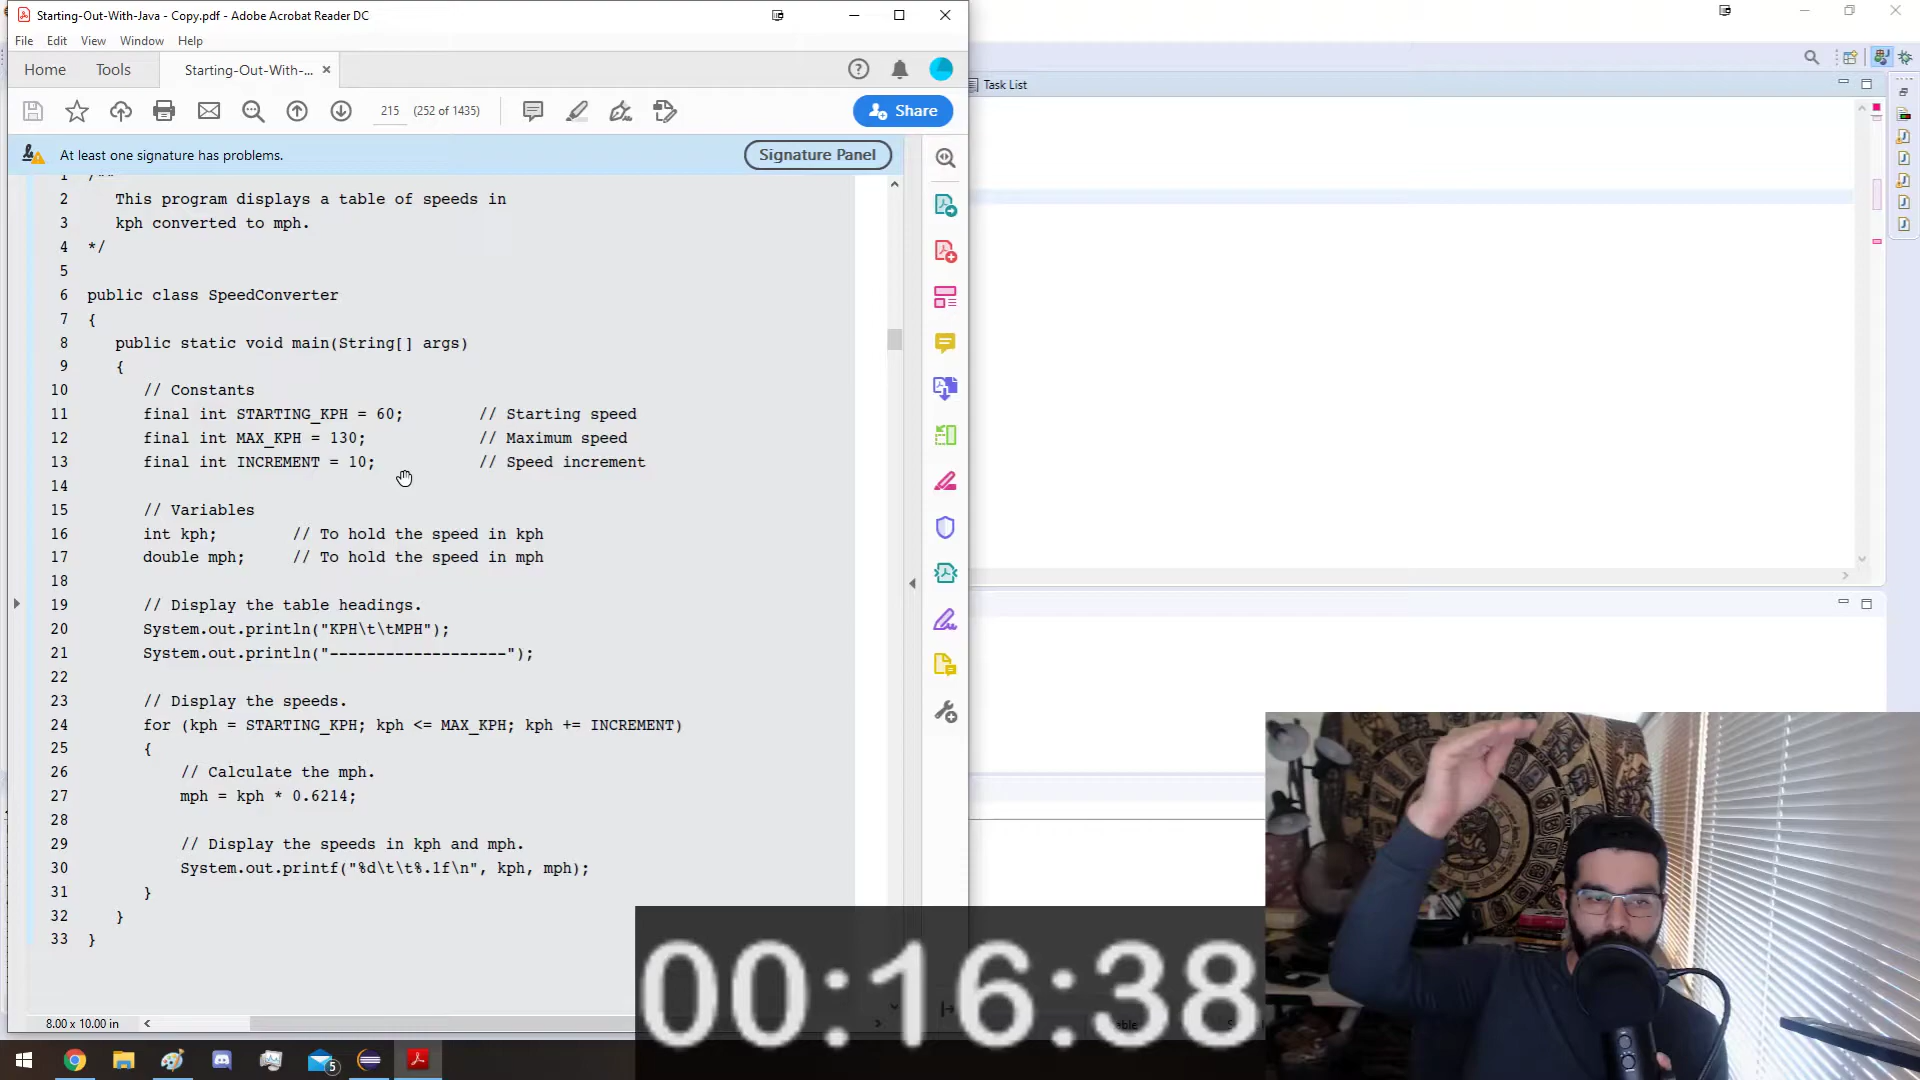 Starting-Out-With-Java - Copy.pdf - Adobe Acrobat Reader DC
File Edit View Window Help
Home Tools Starting-Out-With-...
215 (252 of 1435) Share
Task List
At least one signature has problems. Signature Panel
1 /**
2 This program displays a table of speeds in
3 kph converted to mph.
4 */
5
6 public class SpeedConverter
7 {
8 public static void main(String[] args)
9 {
10 // Constants
11 final int STARTING_KPH = 60; // Starting speed
12 final int MAX_KPH = 130; // Maximum speed
13 final int INCREMENT = 10; // Speed increment
14
15 // Variables
16 int kph; // To hold the speed in kph
17 double mph; // To hold the speed in mph
18
19 // Display the table headings.
20 System.out.println("KPH\t\tMPH");
21 System.out.println("-------------------");
22
23 // Display the speeds.
24 for (kph = STARTING_KPH; kph <= MAX_KPH; kph += INCREMENT)
25 {
26 // Calculate the mph.
27 mph = kph * 0.6214;
28
29 // Display the speeds in kph and mph.
30 System.out.printf("%d\t\t%.1f\n", kph, mph);
31 }
32 }
33 }
00:16:38
8.00 x 10.00 in
5